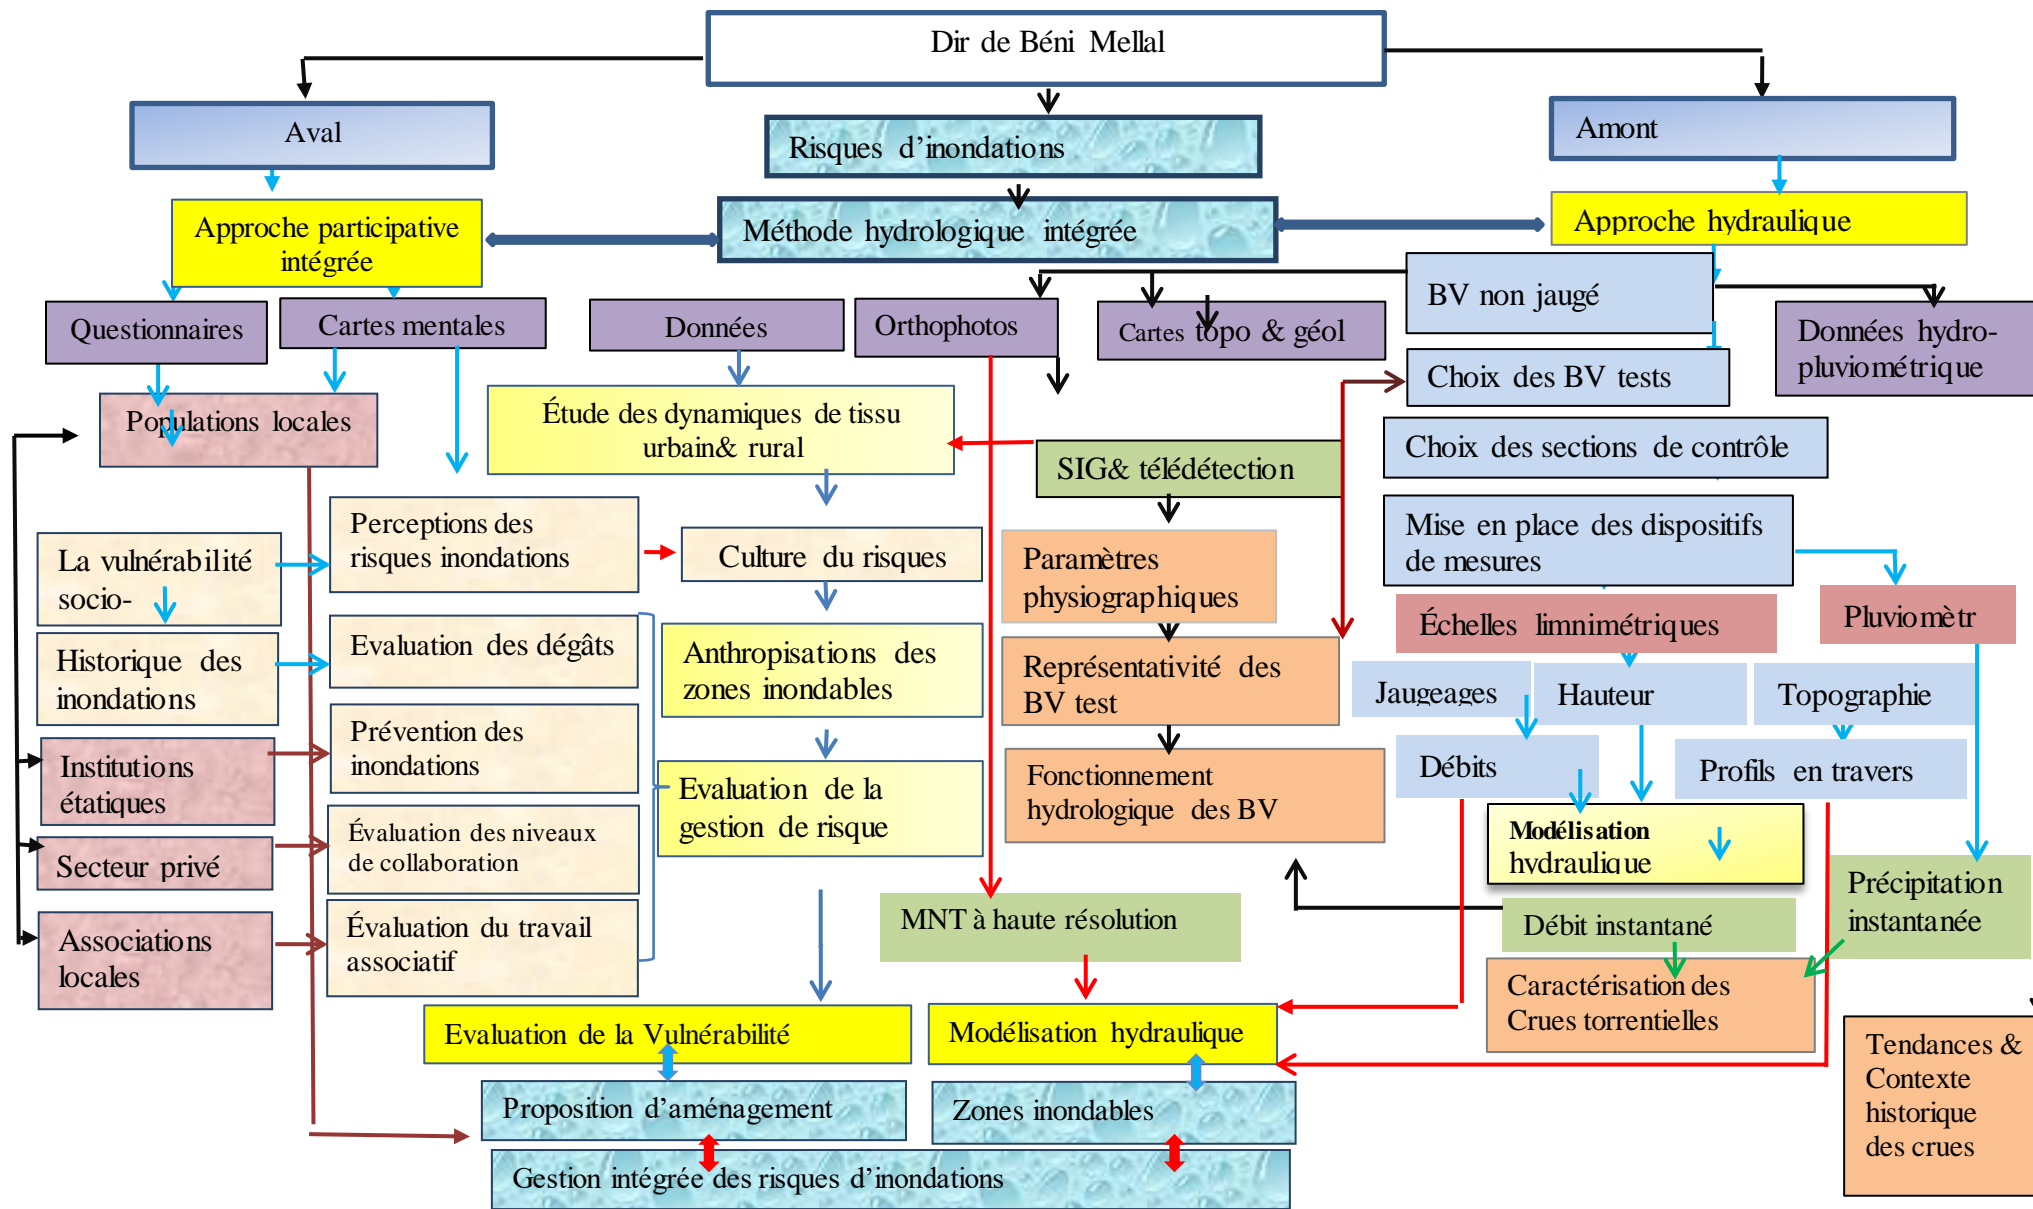 Dir de Béni Mellal
Aval
Risques d’inondations
Amont
Approche participative
intégrée
Méthode hydrologique intégrée
Approche hydraulique
Questionnaires
Cartes mentales
Données
Orthophotos
Cartes topo & géol
BV non jaugé
Données hydro-
pluviométrique
Choix des BV tests
Populations locales
Étude des dynamiques de tissu
urbain& rural
SIG& télédétection
Choix des sections de contrôle
Perceptions des
risques inondations
La vulnérabilité
socio-
Culture du risques
Paramètres
physiographiques
Mise en place des dispositifs
de mesures
Échelles limnimétriques
Pluviomètr
Historique des
inondations
Evaluation des dégâts
Anthropisations des
zones inondables
Représentativité des
BV test
Jaugeages
Hauteur
Topographie
Institutions
étatiques
Prévention des
inondations
Evaluation de la
gestion de risque
Fonctionnement
hydrologique des BV
Débits
Profils en travers
Modélisation
hydraulique
Secteur privé
Évaluation des niveaux
de collaboration
MNT à haute résolution
Débit instantané
Précipitation
instantanée
Associations
locales
Évaluation du travail
associatif
Caractérisation des
Crues torrentielles
Evaluation de la Vulnérabilité
Modélisation hydraulique
Tendances &
Contexte
historique
des crues
Proposition d’aménagement
Zones inondables
Gestion intégrée des risques d’inondations